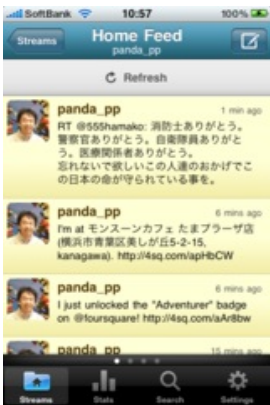 SoftBank 10:57 100%
Streams Home Feed
panda_pp
Refresh
panda_pp 1 min ago
RT @555hamako: 消防士ありがとう。
警察官ありがとう。自衛隊員ありがと
う。医療関係者ありがとう。
忘れないで欲しいこの人達のおかげでこ
の日本の命が守られている事を。
panda_pp 6 mins ago
I'm at モンスーンカフェ たまプラーザ店
(横浜市青葉区美しが丘5-2-15,
kanagawa). http://4sq.com/apHbCW
panda_pp 6 mins ago
I just unlocked the "Adventurer" badge
on @foursquare! http://4sq.com/aAr8bw
panda_pp 15 mins ago
Streams Stats Search Settings